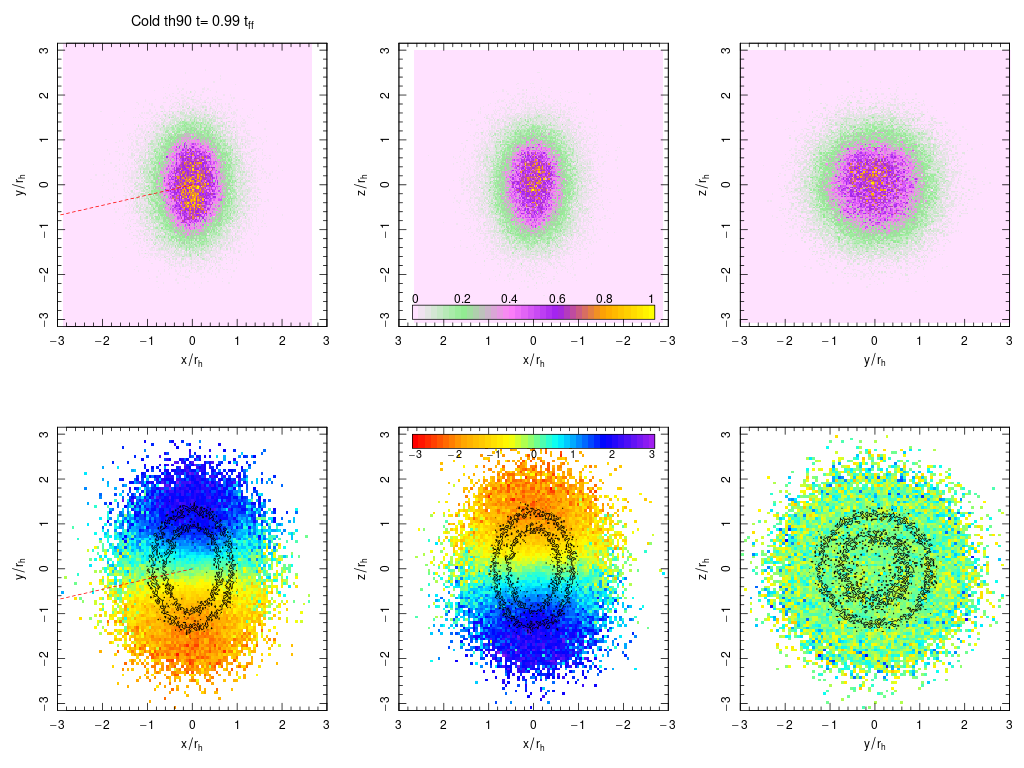 Cold th90 t= 0.99 t_ff
3 3 3
2 2 2
1 1 1
y/r_h 0 z/r_h 0 z/r_h 0
−1 −1 −1
−2 −2 −2
0 0.2 0.4 0.6 0.8 1
−3 −3 −3
−3 −2 −1 0 1 2 3 3 2 1 0 −1 −2 −3 −3 −2 −1 0 1 2 3
x/r_h x/r_h y/r_h
3 3 3
−3 −2 −1 0 1 2 3
2 2 2
1 1 1
y/r_h 0 z/r_h 0 z/r_h 0
−1 −1 −1
−2 −2 −2
−3 −3 −3
−3 −2 −1 0 1 2 3 3 2 1 0 −1 −2 −3 −3 −2 −1 0 1 2 3
x/r_h x/r_h y/r_h